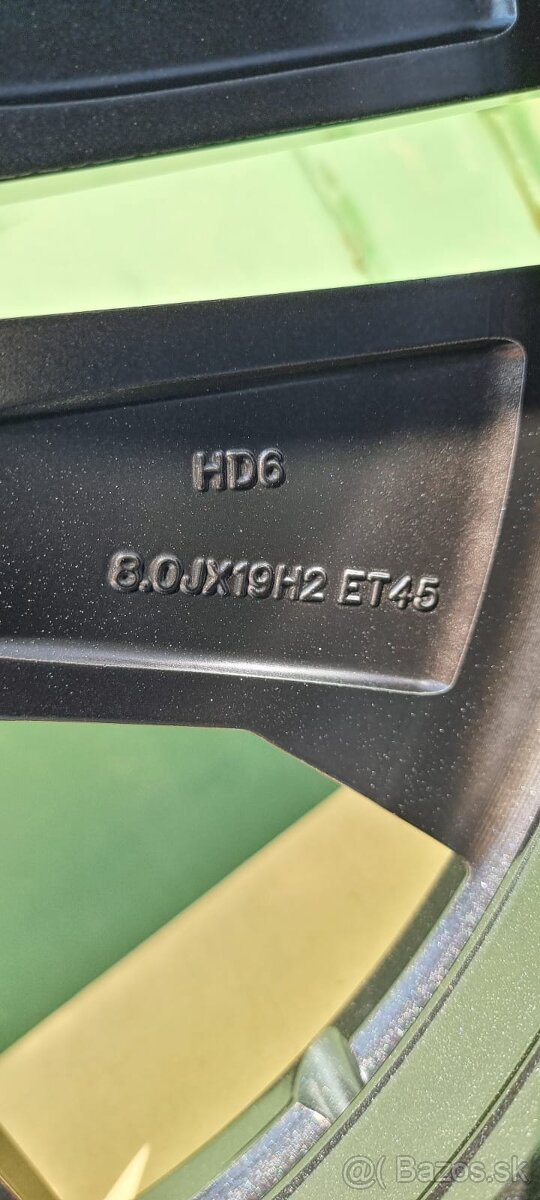 HD6
8.0JX19H2 ET45
@ Bazos.sk